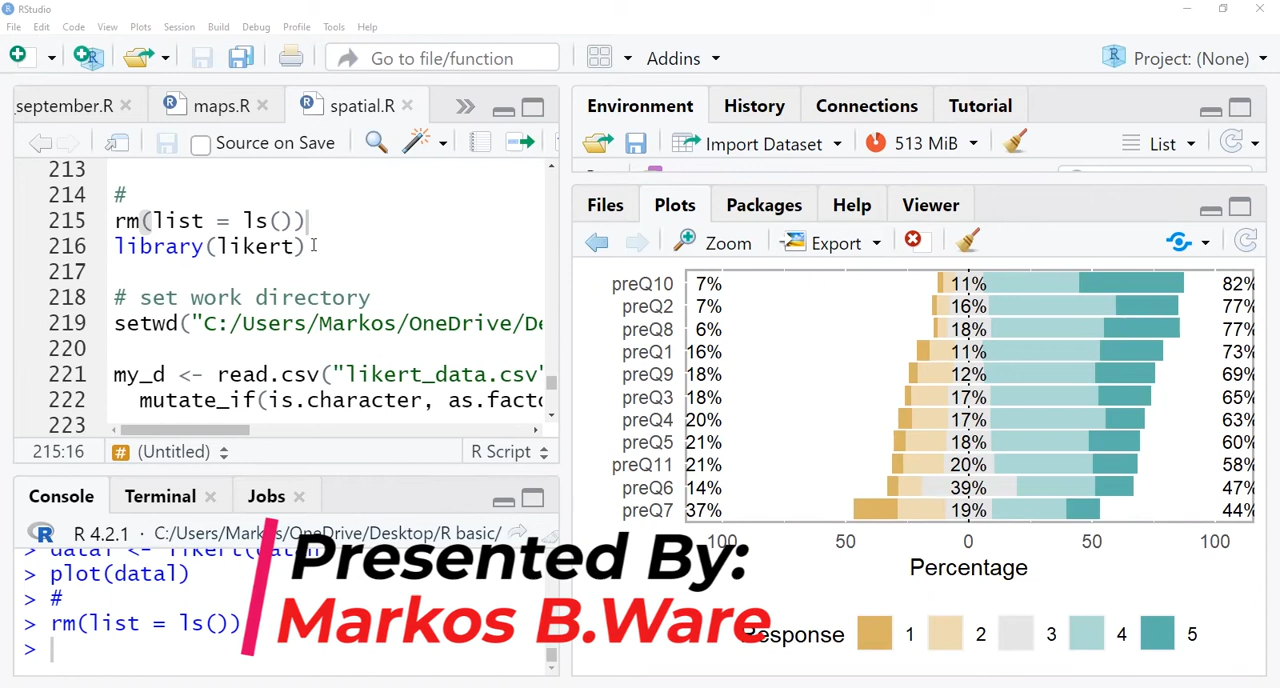 RStudio
File Edit Code View Plots Session Build Debug Profile Tools Help
Go to file/function Addins Project: (None)
september.R maps.R spatial.R
Source on Save
213
214 #
215 rm(list = ls())
216 library(likert)
217
218 # set work directory
219 setwd("C:/Users/Markos/OneDrive/De
220
221 my_d <- read.csv("likert_data.csv"
222 mutate_if(is.character, as.facto
223
215:16 (Untitled) R Script
Console Terminal Jobs
R 4.2.1 · C:/Users/Markos/OneDrive/Desktop/R basic/
> data1 <- likert(datan
> plot(data1)
> #
> rm(list = ls())
>
Presented By:
Markos B.Ware
Environment History Connections Tutorial
Import Dataset 513 MiB List
Files Plots Packages Help Viewer
Zoom Export
preQ10 7% 11% 82%
preQ2 7% 16% 77%
preQ8 6% 18% 77%
preQ1 16% 11% 73%
preQ9 18% 12% 69%
preQ3 18% 17% 65%
preQ4 20% 17% 63%
preQ5 21% 18% 60%
preQ11 21% 20% 58%
preQ6 14% 39% 47%
preQ7 37% 19% 44%
100 50 0 50 100
Percentage
Response 1 2 3 4 5